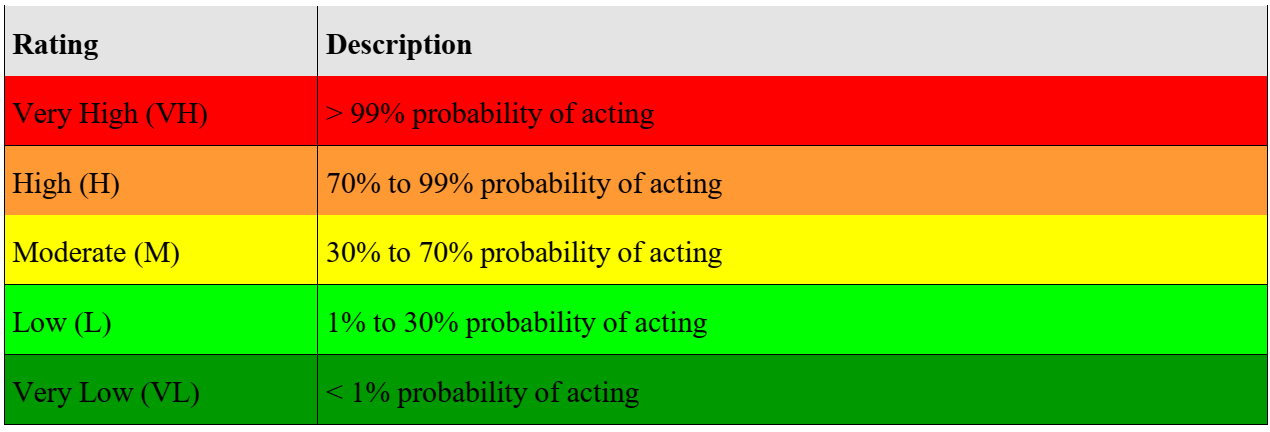 Rating Description
Very High (VH) > 99% probability of acting
High (H) 70% to 99% probability of acting
Moderate (M) 30% to 70% probability of acting
Low (L) 1% to 30% probability of acting
Very Low (VL) < 1% probability of acting